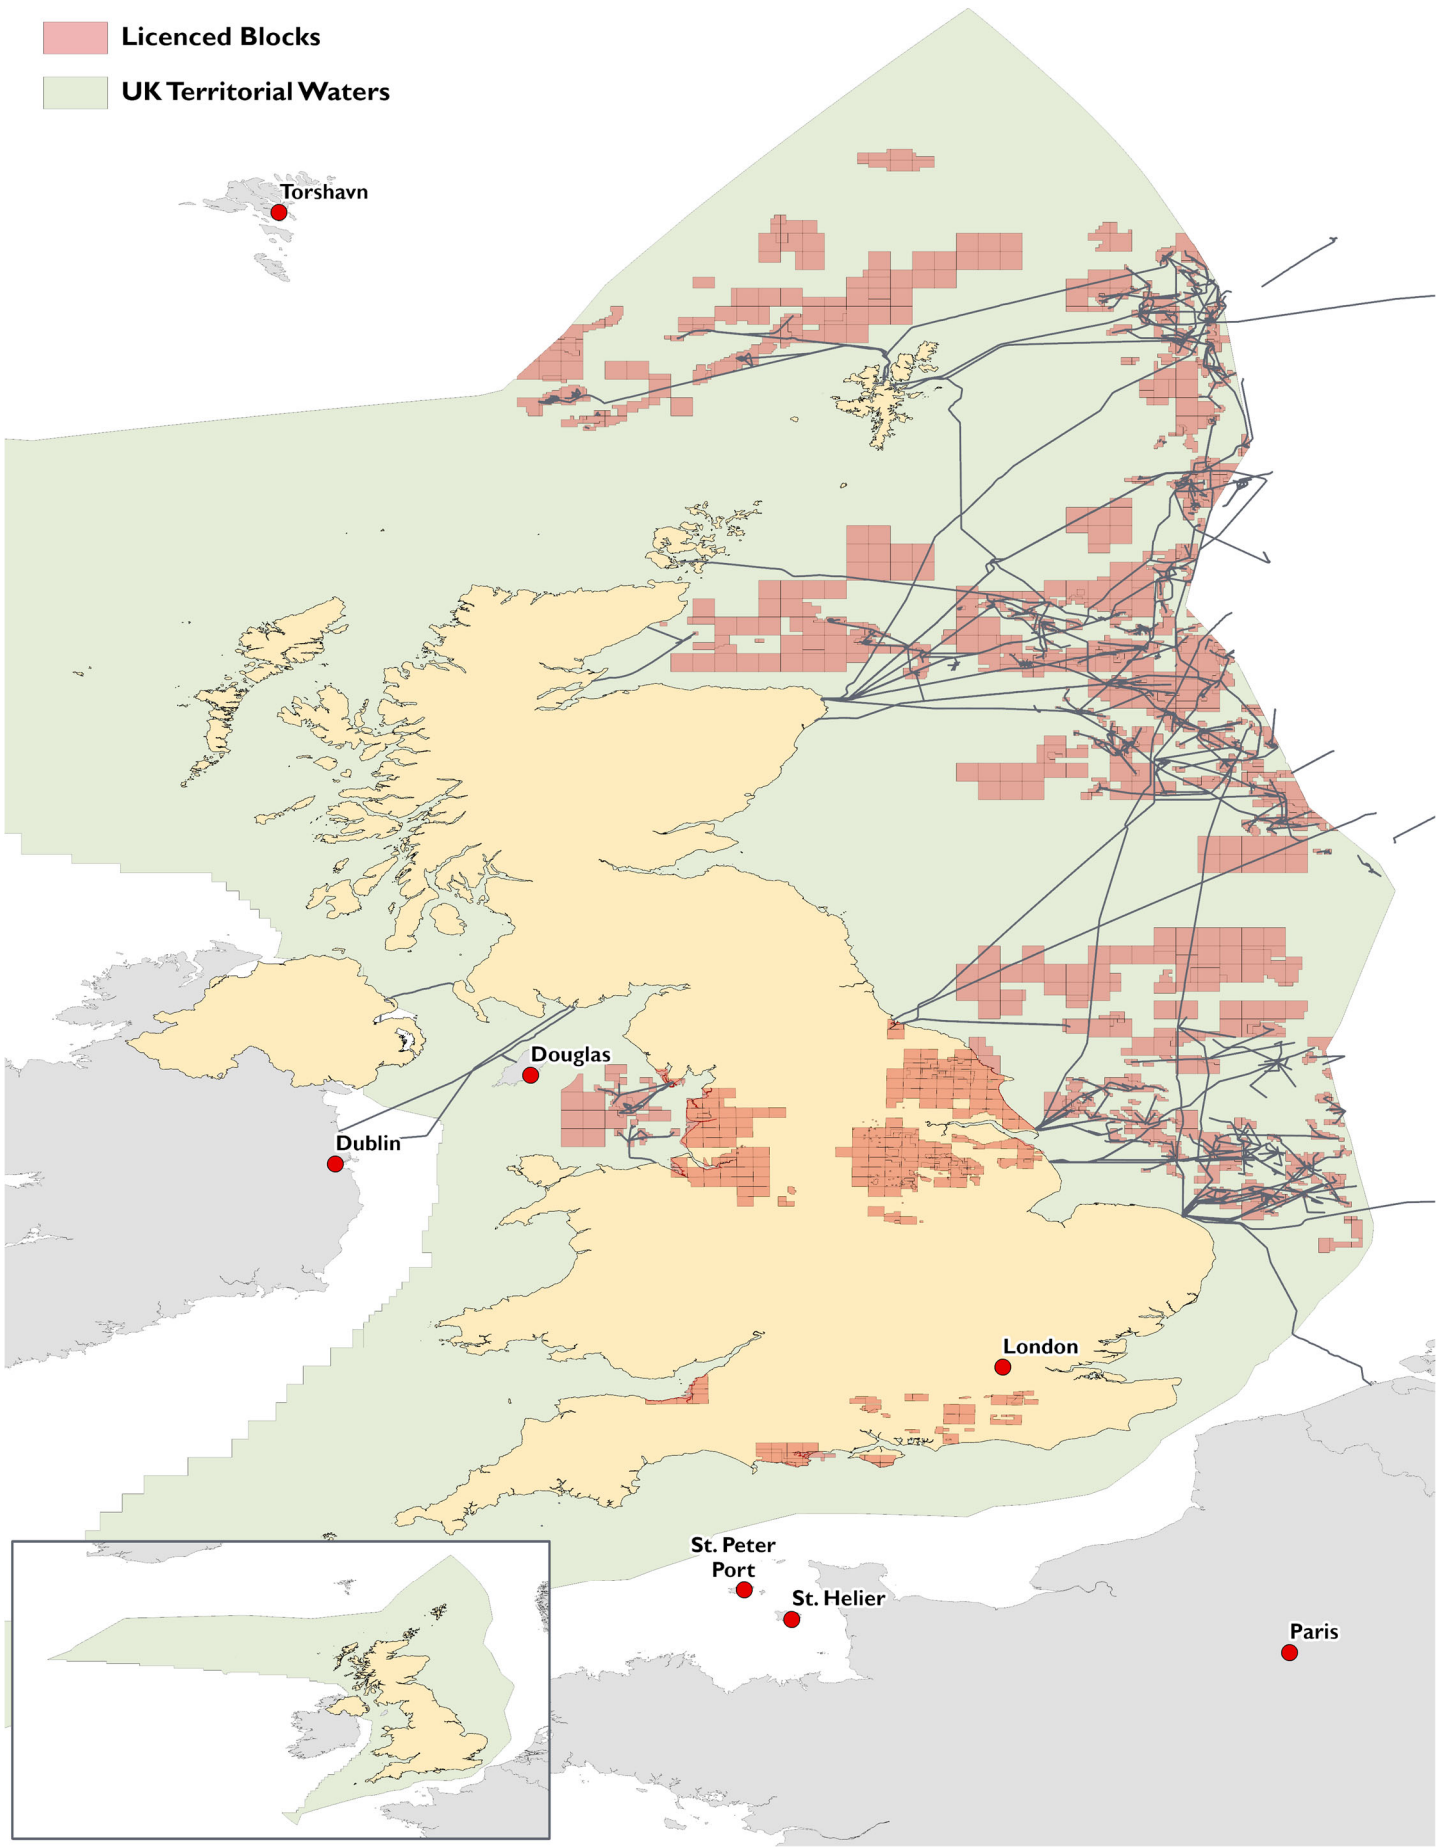 Licenced Blocks
UK Territorial Waters
Torshavn
Douglas
Dublin
London
St. Peter
Port
St. Helier
Paris